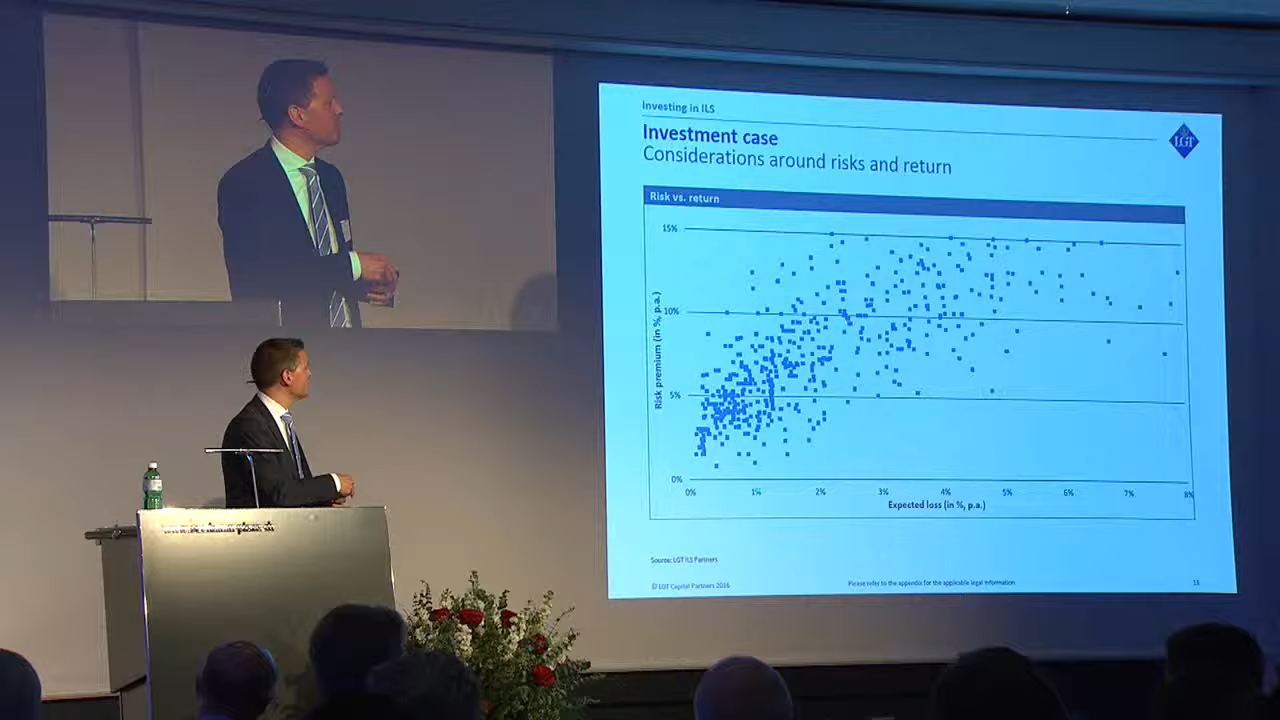 Investing in ILS
Investment case
Considerations around risks and return
LGT
Risk vs. return
15%
10%
5%
0%
Risk premium (in %, p.a.)
0% 1% 2% 3% 4% 5% 6% 7% 8%
Expected loss (in %, p.a.)
Source: LGT ILS Partners
© LGT Capital Partners 2016
Please refer to the appendix for the applicable legal information